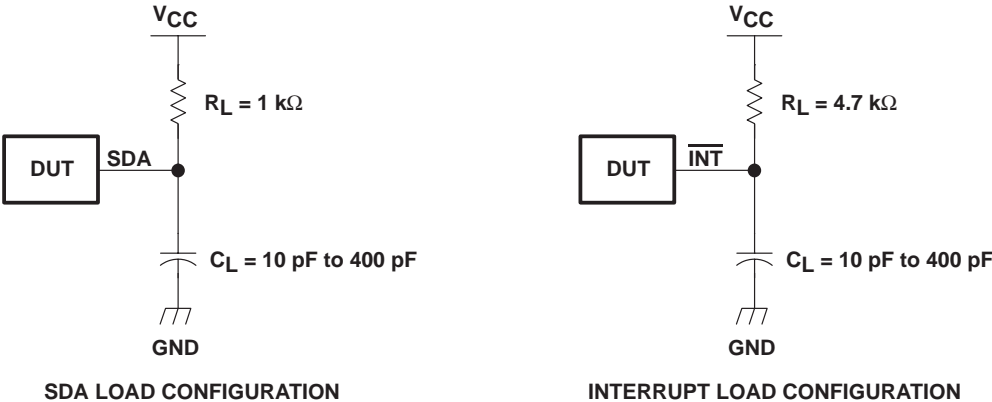 VCC
RL = 1 kΩ
DUT
SDA
CL = 10 pF to 400 pF
GND
SDA LOAD CONFIGURATION
VCC
RL = 4.7 kΩ
DUT
INT
CL = 10 pF to 400 pF
GND
INTERRUPT LOAD CONFIGURATION